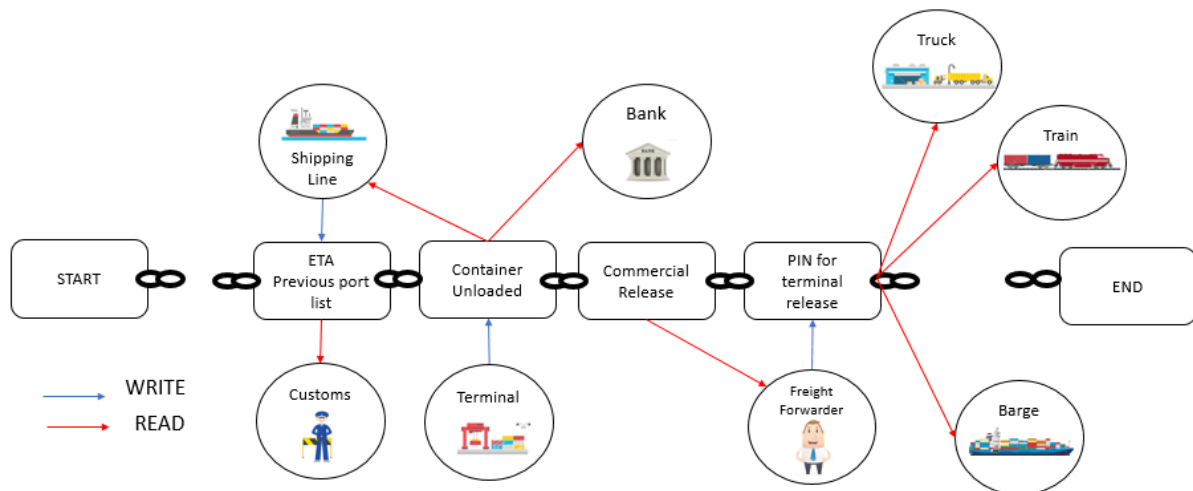 Truck
Train
Shipping
Line
Bank
BANK
START
ETA
Previous port
list
Container
Unloaded
Commercial
Release
PIN for
terminal
release
END
WRITE
READ
Customs
Terminal
Freight
Forwarder
Barge